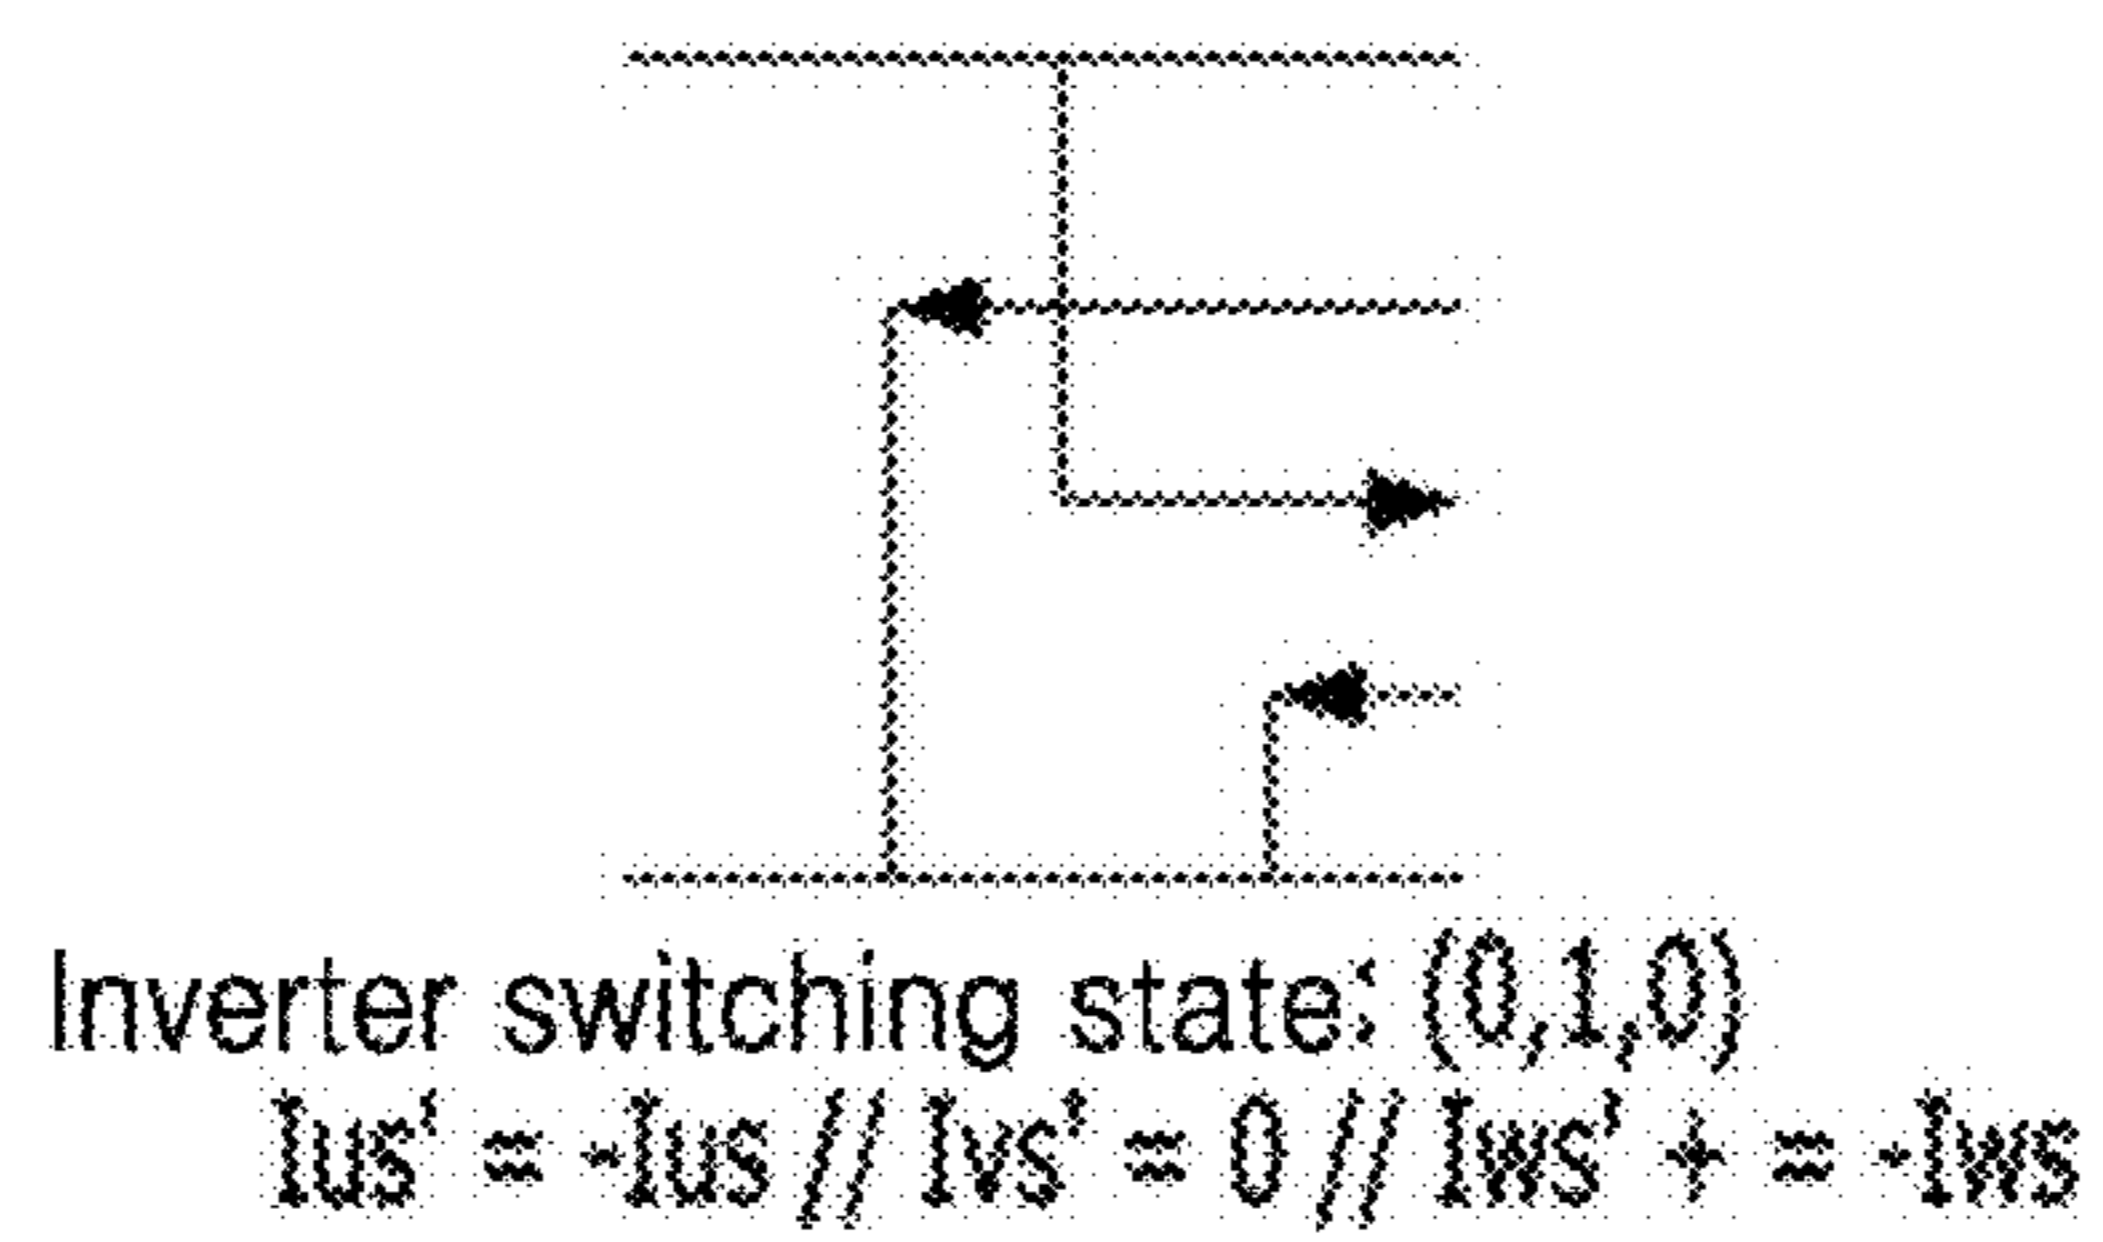 Inverter switching state: (0,1,0)
Ius' = -Ius // Ivs' = 0 // Iws' + = -Iws